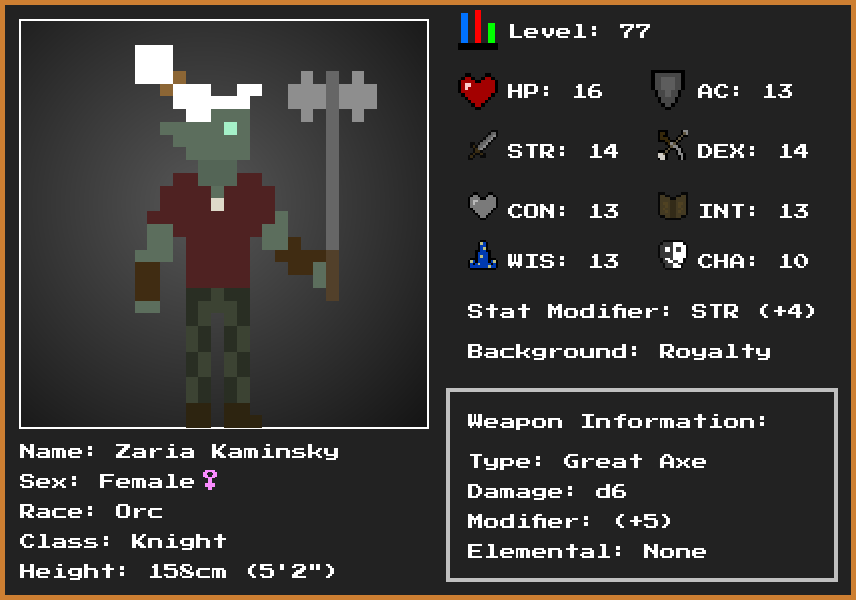 Level: 77
HP: 16 AC: 13
STR: 14 DEX: 14
CON: 13 INT: 13
WIS: 13 CHA: 10
Stat Modifier: STR (+4)
Background: Royalty
Weapon Information:
Type: Great Axe
Damage: d6
Modifier: (+5)
Elemental: None
Name: Zaria Kaminsky
Sex: Female♀
Race: Orc
Class: Knight
Height: 158cm (5'2")